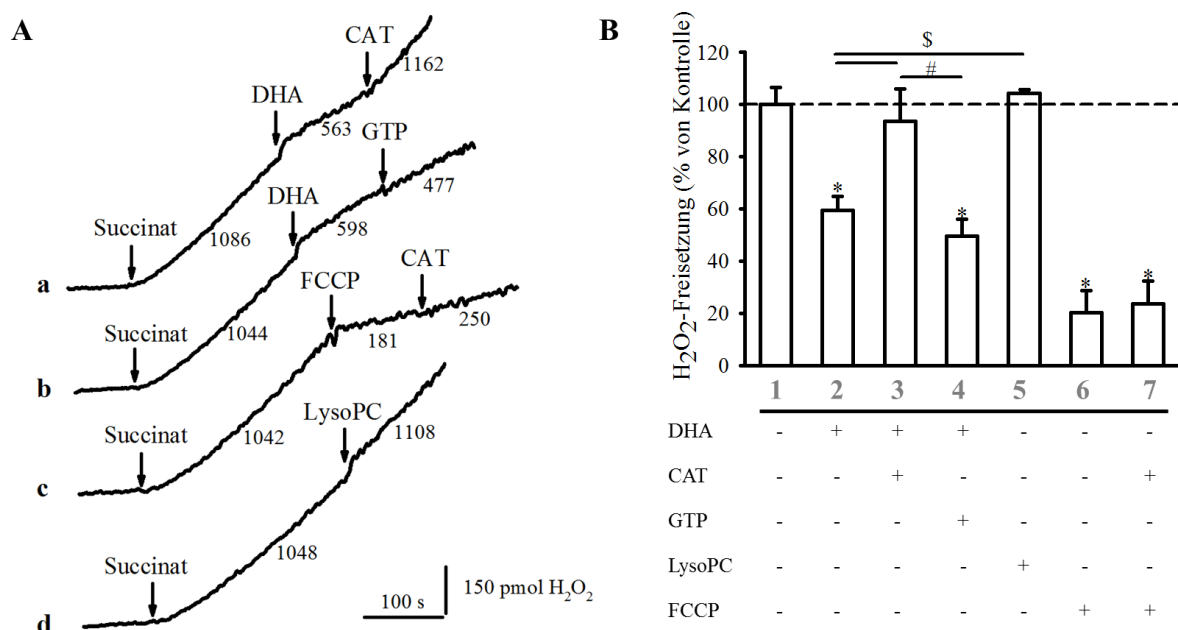 A
CAT
1162
DHA
563
GTP
477
DHA
Succinat
1086
598
a
FCCP
CAT
Succinat
1044
181
250
b
LysoPC
Succinat
1042
1108
c
Succinat
1048
150 pmol H₂O₂
100 s
d
B
H₂O₂-Freisetzung (% von Kontrolle)
120
100
80
60
40
20
0
$
#
* * * *
1 2 3 4 5 6 7
DHA - + + + - - -
CAT - - + - - - +
GTP - - - + - - -
LysoPC - - - - + - -
FCCP - - - - - + +